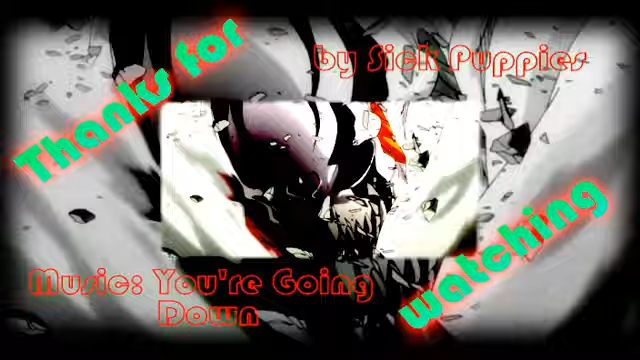 Thanks for
by Sick Puppies
Music: You're Going
Down
watching